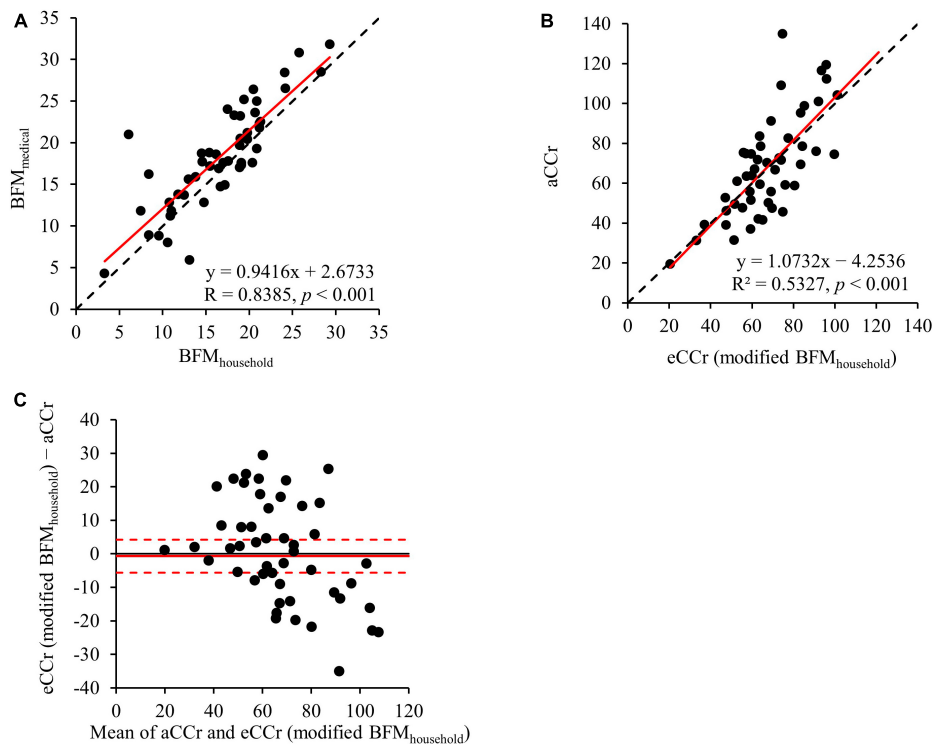 A
35
30
25
20
15
10
5
0
BFMmedical
y = 0.9416x + 2.6733
R = 0.8385, p < 0.001
0 5 10 15 20 25 30 35
BFMhousehold
B
140
120
100
80
60
40
20
0
aCCr
y = 1.0732x − 4.2536
R² = 0.5327, p < 0.001
0 20 40 60 80 100 120 140
eCCr (modified BFMhousehold)
C
40
30
20
10
0
-10
-20
-30
-40
eCCr (modified BFMhousehold) − aCCr
0 20 40 60 80 100 120
Mean of aCCr and eCCr (modified BFMhousehold)